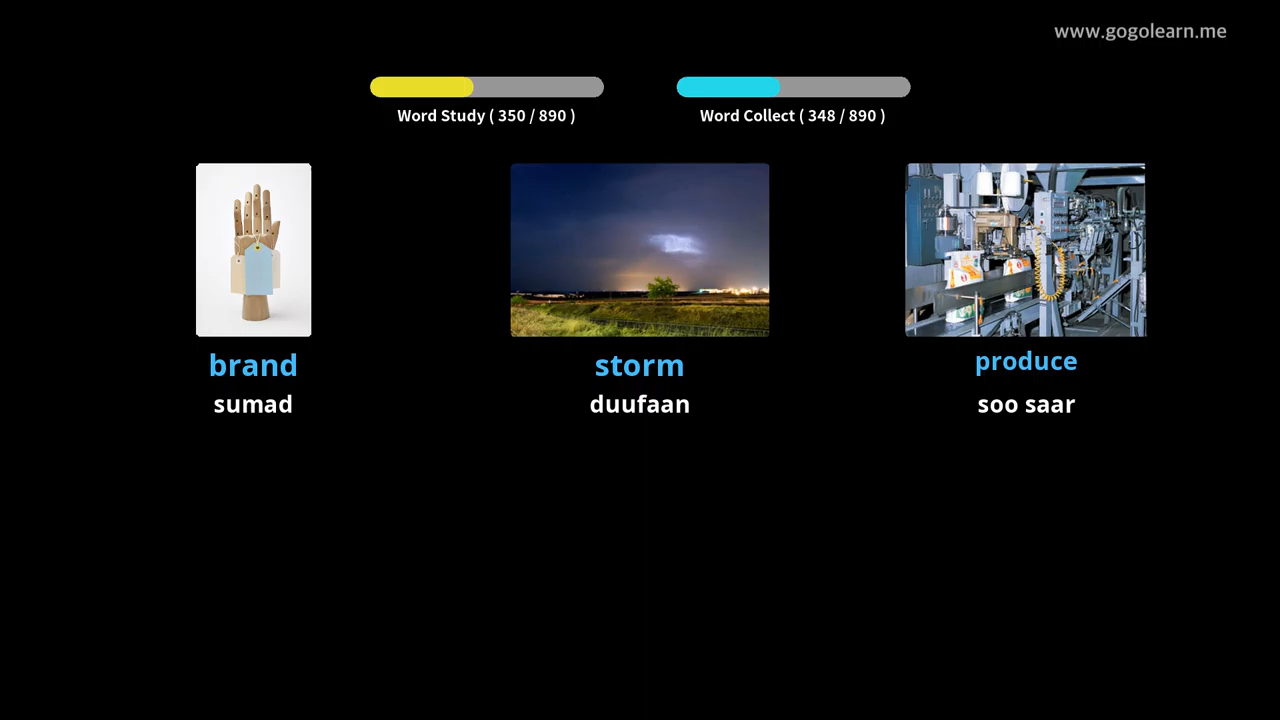 www.gogolearn.me
Word Study ( 350 / 890 )
Word Collect ( 348 / 890 )
brand
storm
produce
sumad
duufaan
soo saar